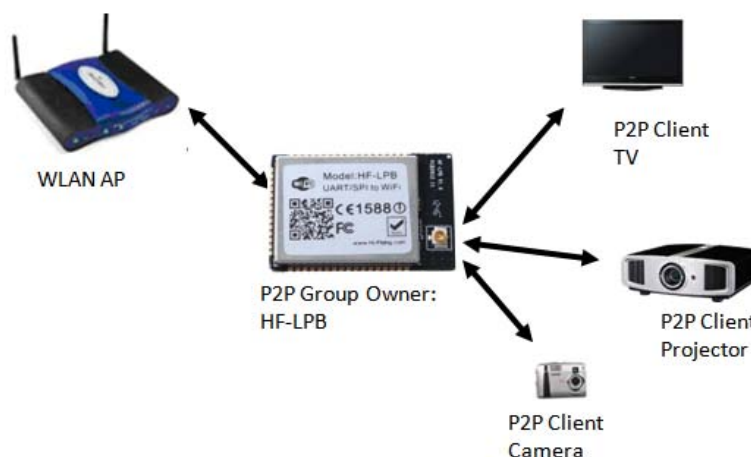 WLAN AP
Model:HF-LPB
UART/SPI to WiFi
CE1588
FC
P2P Group Owner:
HF-LPB
P2P Client
TV
P2P Client
Projector
P2P Client
Camera